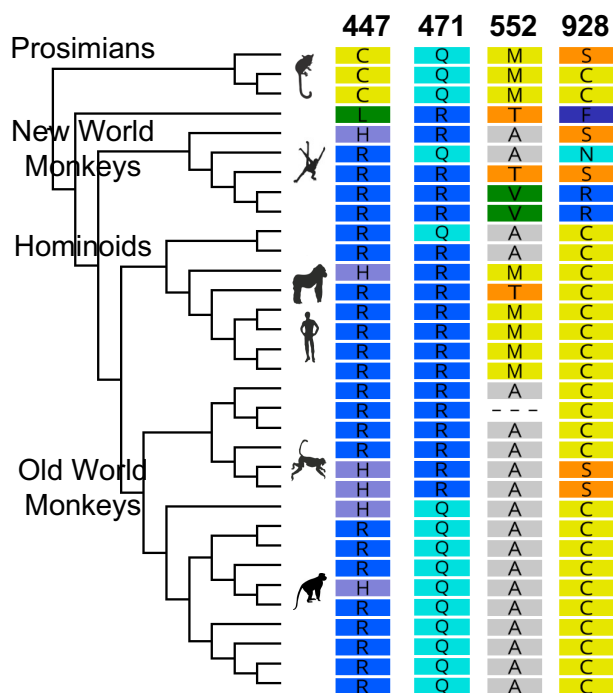 447 471 552 928
Prosimians
C Q M S
C Q M C
C Q M C
L R T F
New World
Monkeys
H R A S
R Q A N
R R T S
R R V R
R R V R
Hominoids
R Q A C
R R A C
H R M C
R R T C
R R M C
R R M C
R R M C
R R M C
Old World
Monkeys
R R A C
R R - - - C
R R A C
R R A C
H R A S
H R A S
H Q A C
R Q A C
R Q A C
R Q A C
H Q A C
R Q A C
R Q A C
R Q A C
R Q A C
R Q A C